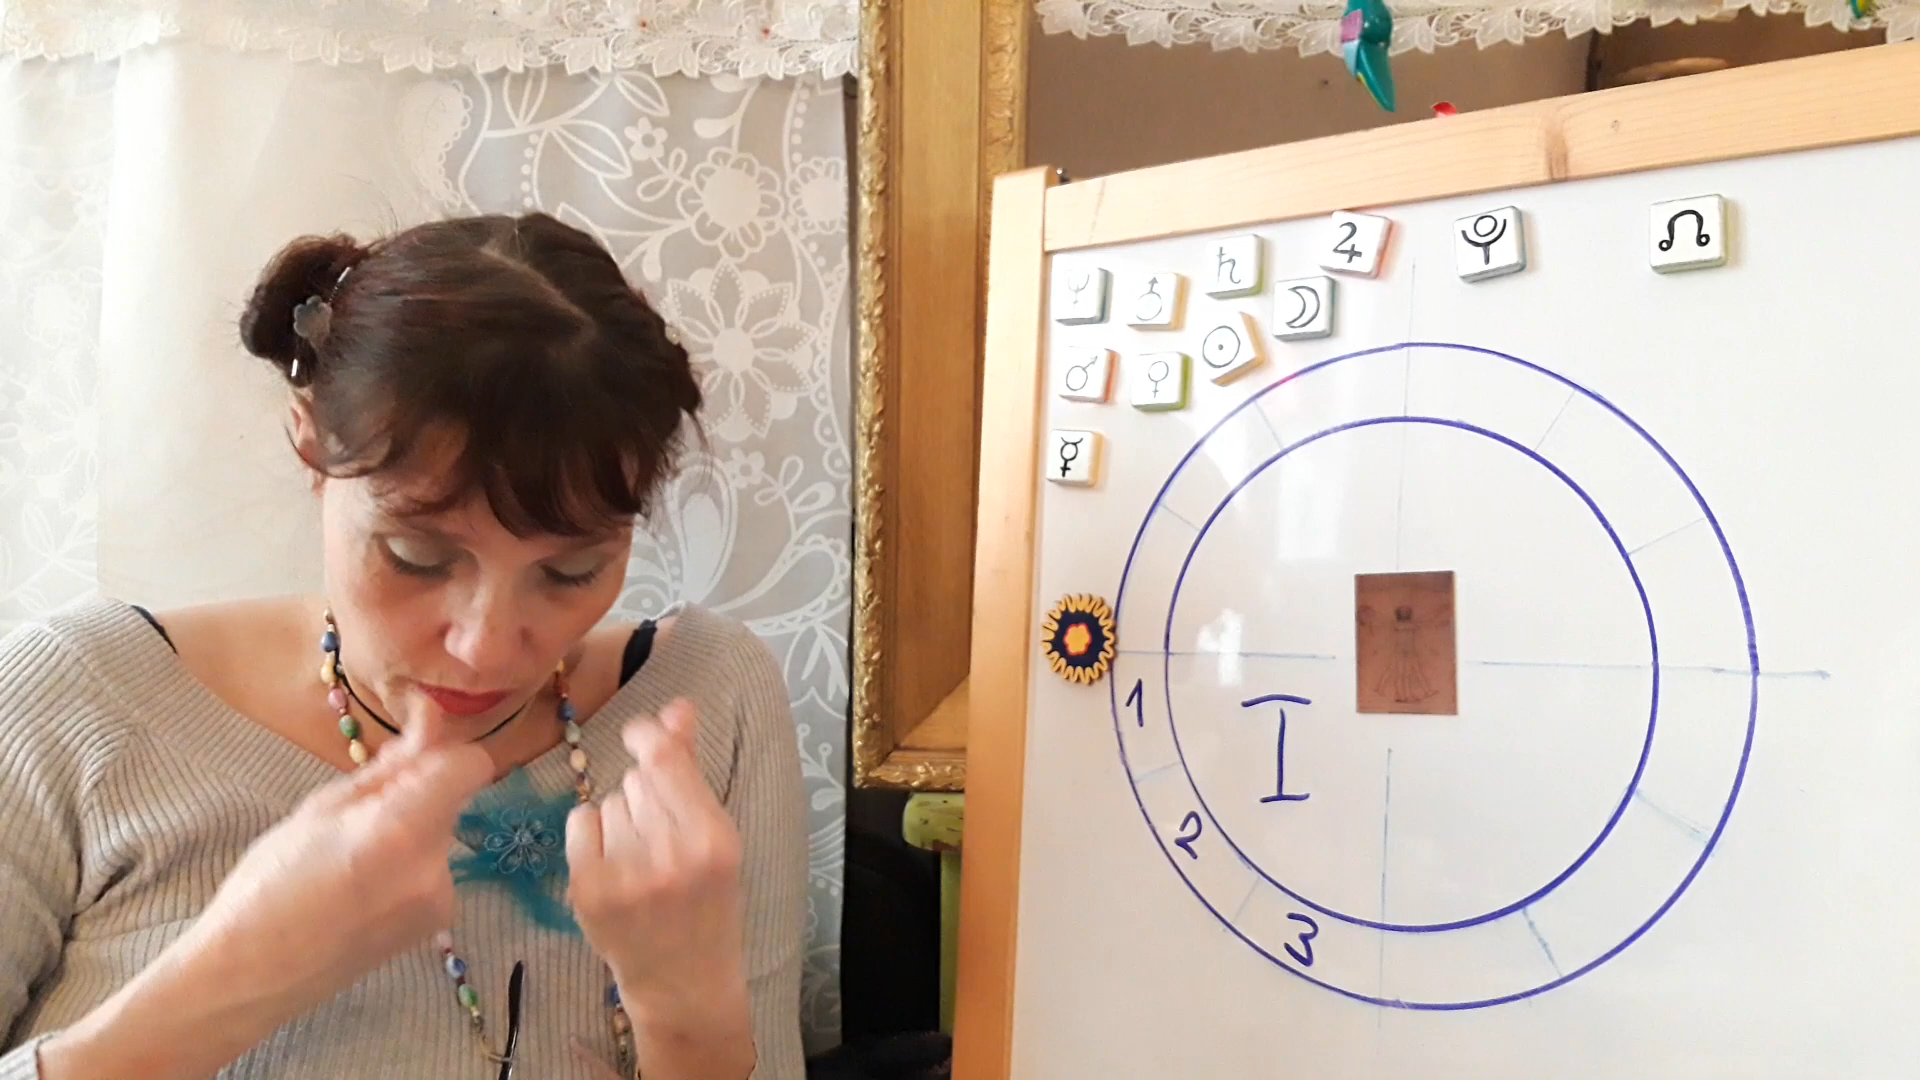 ♄ ♃ ♇ ☊
♆ ⛢ ☽
♂ ♀ ☉
☿
1
I
2
3